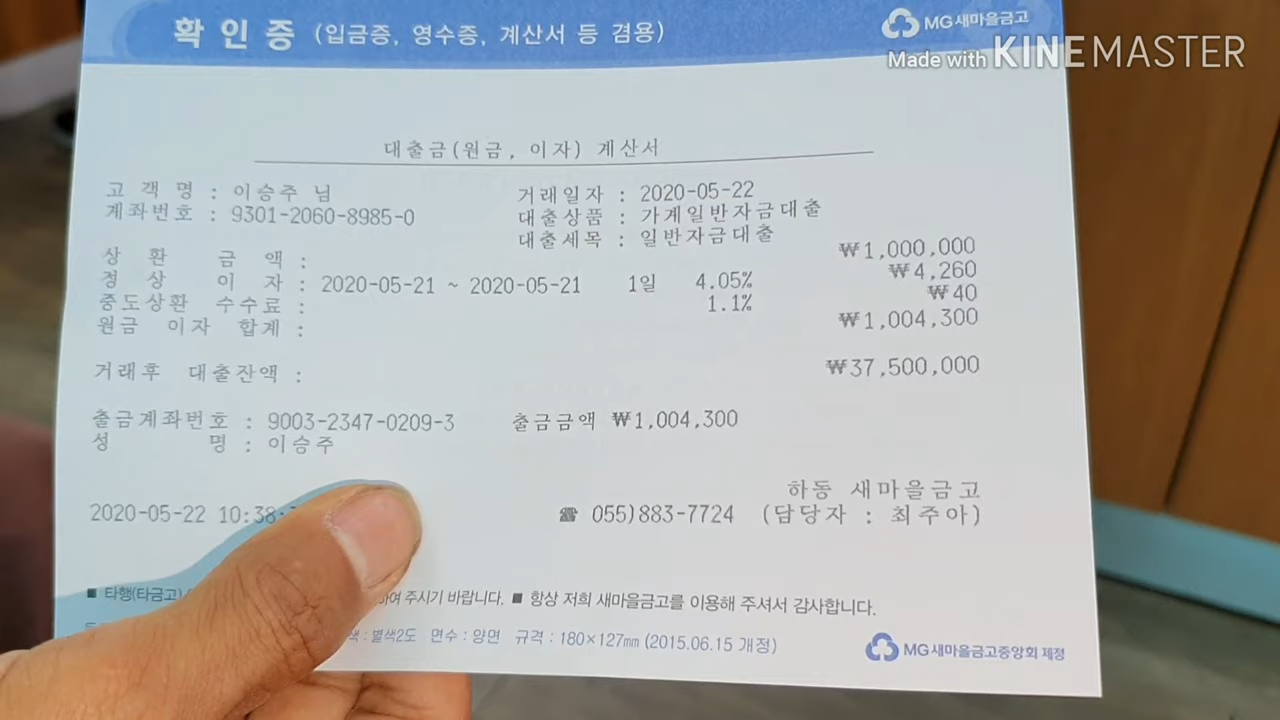 확인증 (입금증, 영수증, 계산서 등 겸용)
MG새마을금고
Made with KINEMASTER
대출금(원금, 이자) 계산서
고 객 명 : 이승주 님
계좌번호 : 9301-2060-8985-0
거래일자 : 2020-05-22
대출상품 : 가계일반자금대출
대출세목 : 일반자금대출
상 환 금 액 : ₩1,000,000
정 상 이 자 : 2020-05-21 ~ 2020-05-21 1일 4.05% ₩4,260
중도상환 수수료 : 1.1% ₩40
원금 이자 합계 : ₩1,004,300
거래후 대출잔액 : ₩37,500,000
출금계좌번호 : 9003-2347-0209-3 출금금액 ₩1,004,300
성 명 : 이승주
하동 새마을금고
2020-05-22 10:38: ☎ 055)883-7724 (담당자 : 최주아)
■ 타행(타금고) 하여 주시기 바랍니다. ■ 항상 저희 새마을금고를 이용해 주셔서 감사합니다.
색 : 별색2도 면수 : 양면 규격 : 180×127㎜ (2015.06.15 개정)
MG새마을금고중앙회 제정